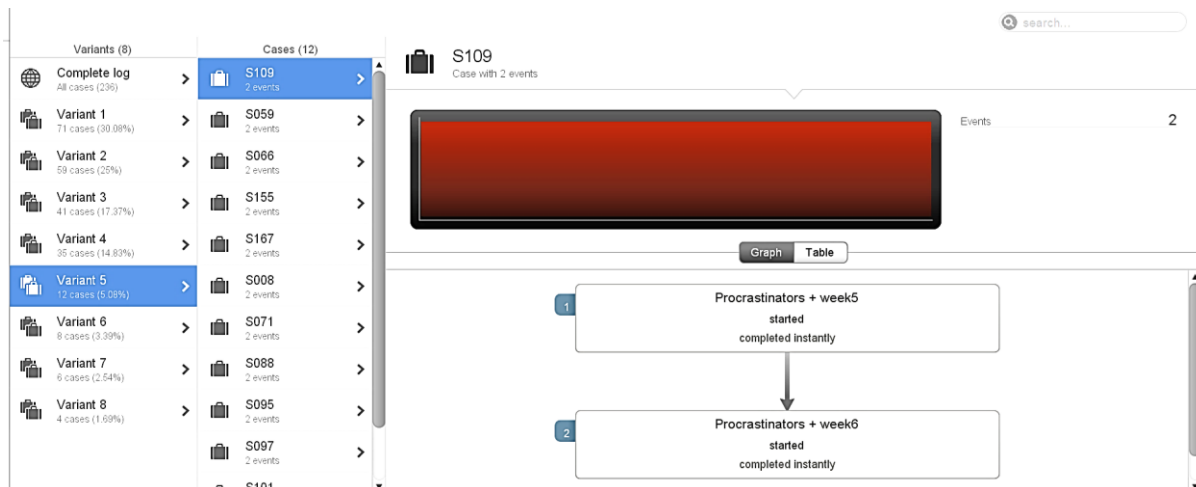 search...
Variants (8)
Complete log
All cases (236)
Variant 1
71 cases (30.08%)
Variant 2
59 cases (25%)
Variant 3
41 cases (17.37%)
Variant 4
35 cases (14.83%)
Variant 5
12 cases (5.08%)
Variant 6
8 cases (3.39%)
Variant 7
6 cases (2.54%)
Variant 8
4 cases (1.69%)
Cases (12)
S109
2 events
S059
2 events
S066
2 events
S155
2 events
S167
2 events
S008
2 events
S071
2 events
S088
2 events
S095
2 events
S097
2 events
S101
S109
Case with 2 events
Events 2
Graph Table
1
Procrastinators + week5
started
completed instantly
2
Procrastinators + week6
started
completed instantly